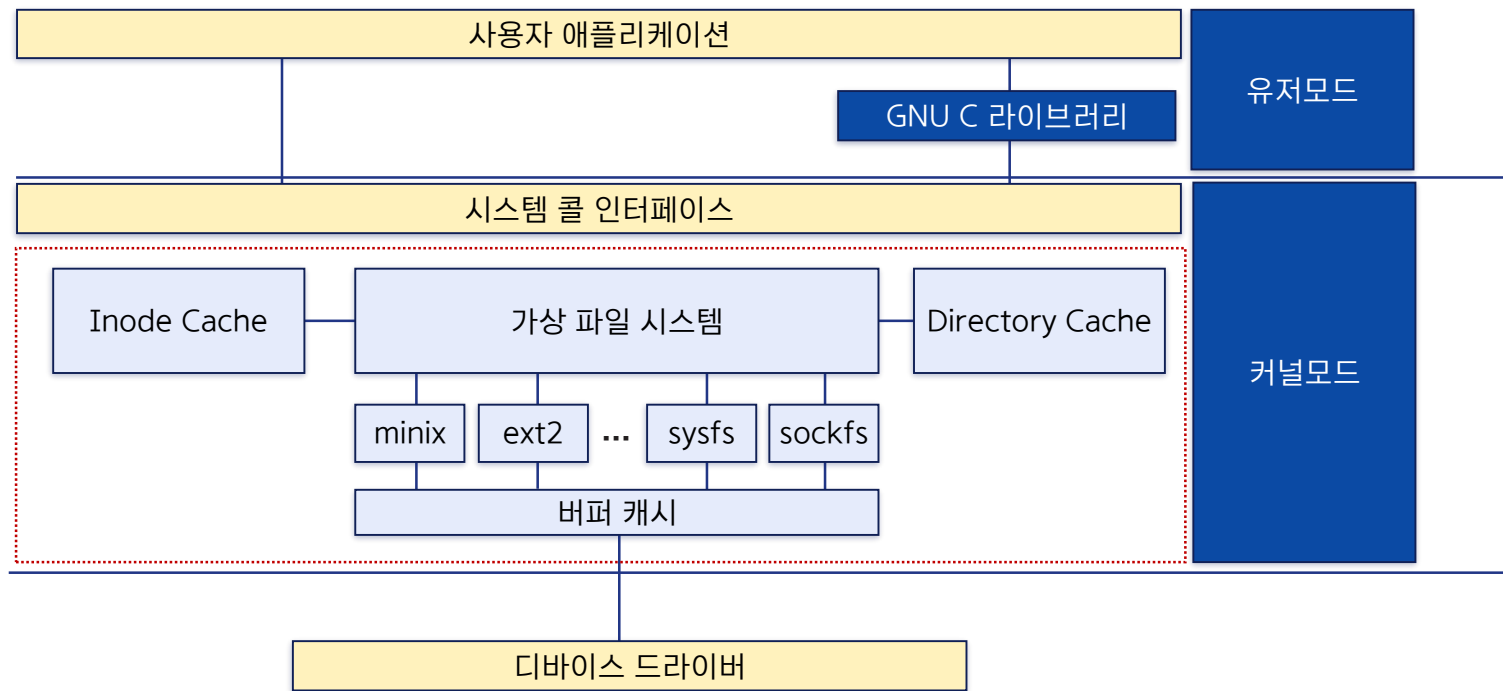 사용자 애플리케이션
유저모드
GNU C 라이브러리
시스템 콜 인터페이스
Inode Cache
가상 파일 시스템
Directory Cache
커널모드
minix
ext2
...
sysfs
sockfs
버퍼 캐시
디바이스 드라이버